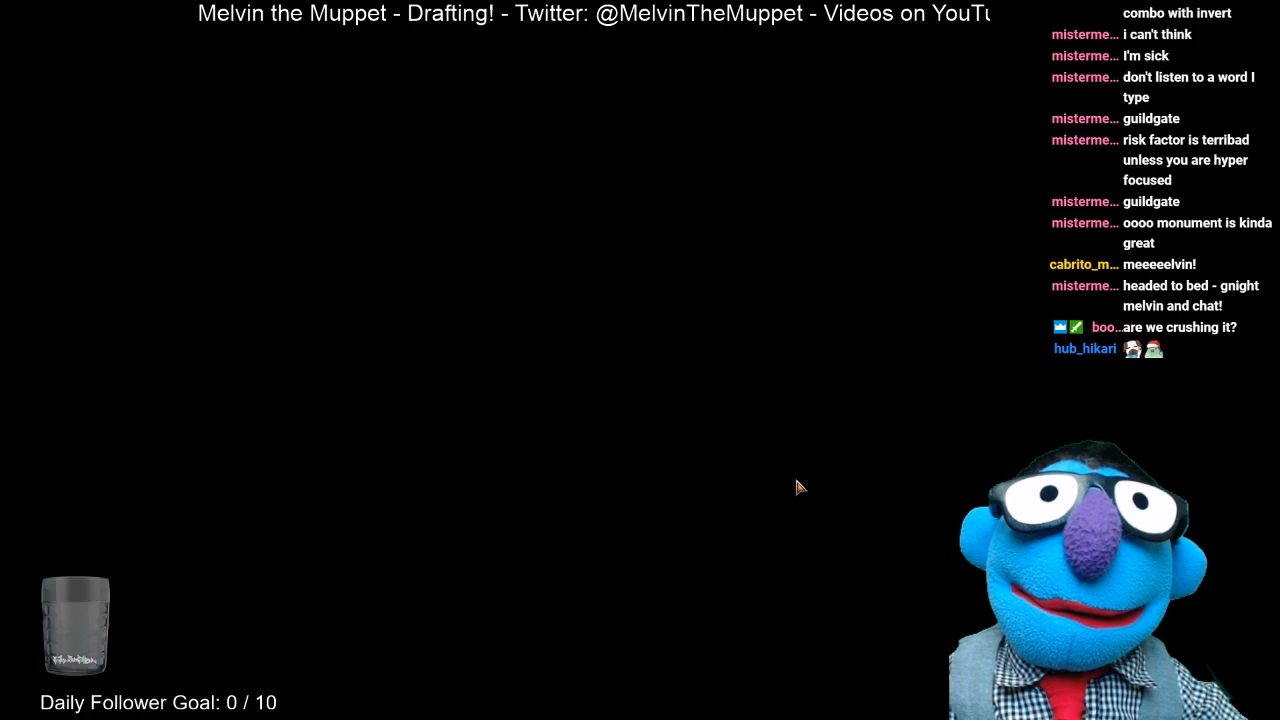 Melvin the Muppet - Drafting! - Twitter: @MelvinTheMuppet - Videos on YouTu
combo with invert
misterme… i can't think
misterme… I'm sick
misterme… don't listen to a word I
type
misterme… guildgate
misterme… risk factor is terribad
unless you are hyper
focused
misterme… guildgate
misterme… oooo monument is kinda
great
cabrito_m… meeeeelvin!
misterme… headed to bed - gnight
melvin and chat!
boo… are we crushing it?
hub_hikari
Daily Follower Goal: 0 / 10